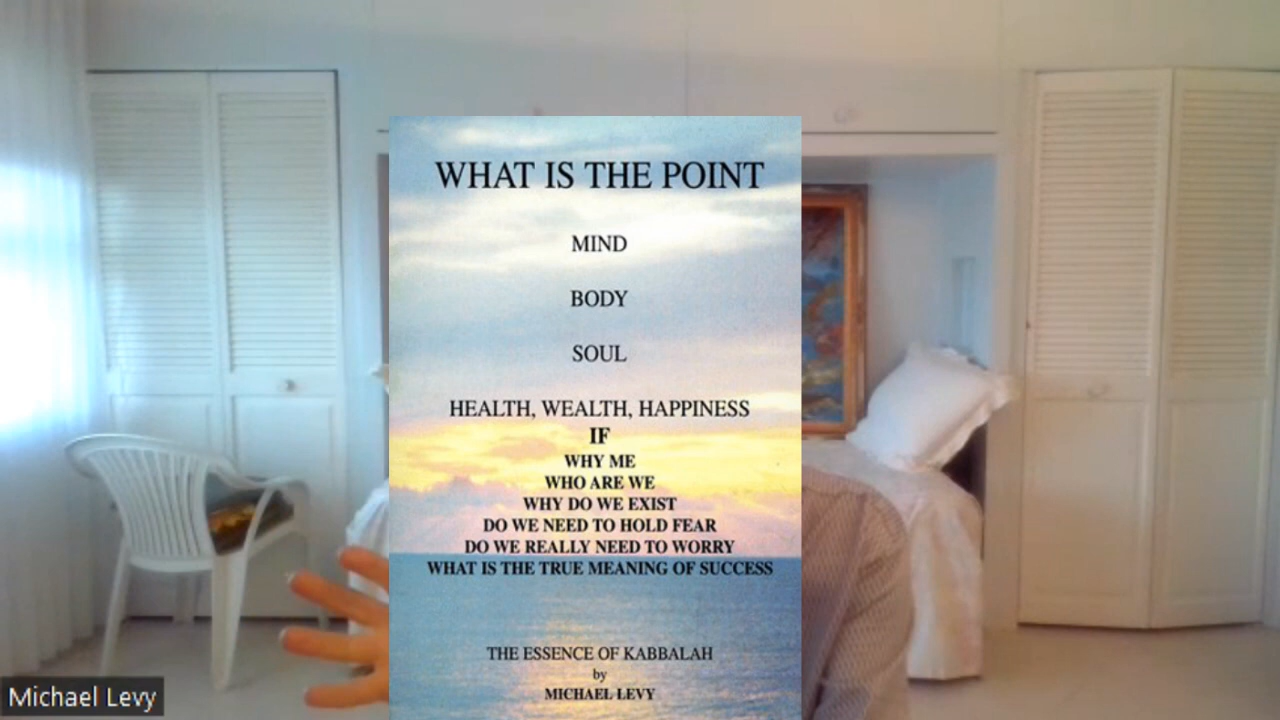 WHAT IS THE POINT
MIND
BODY
SOUL
HEALTH, WEALTH, HAPPINESS
IF
WHY ME
WHO ARE WE
WHY DO WE EXIST
DO WE NEED TO HOLD FEAR
DO WE REALLY NEED TO WORRY
WHAT IS THE TRUE MEANING OF SUCCESS
THE ESSENCE OF KABBALAH
by
MICHAEL LEVY
Michael Levy